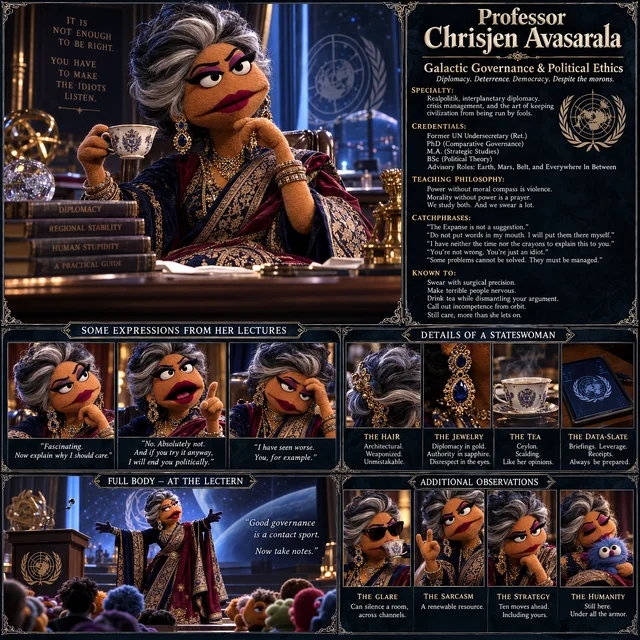 IT IS
NOT ENOUGH
TO BE RIGHT.
YOU HAVE
TO MAKE
THE IDIOTS
LISTEN.
DIPLOMACY
REGIONAL STABILITY
HUMAN STUPIDITY
A PRACTICAL GUIDE
Professor
Chrisjen Avasarala
Galactic Governance & Political Ethics
Diplomacy. Deterrence. Democracy. Despite the morons.
SPECIALTY:
Realpolitik, interplanetary diplomacy,
crisis management, and the art of keeping
civilization from being run by fools.
CREDENTIALS:
Former UN Undersecretary (Ret.)
PhD (Comparative Governance)
M.A. (Strategic Studies)
BSc (Political Theory)
Advisory Roles: Earth, Mars, Belt, and Everywhere In Between
TEACHING PHILOSOPHY:
Power without moral compass is violence.
Morality without power is a prayer.
We study both. And we swear a lot.
CATCHPHRASES:
"The Expanse is not a suggestion."
"Do not put words in my mouth. I will put them there myself."
"I have neither the time nor the crayons to explain this to you."
"You're not wrong. You're just an idiot."
"Some problems cannot be solved. They must be managed."
KNOWN TO:
Swear with surgical precision.
Make terrible people nervous.
Drink tea while dismantling your argument.
Call out incompetence from orbit.
Still care, more than she lets on.
SOME EXPRESSIONS FROM HER LECTURES
"Fascinating.
Now explain why I should care."
"No. Absolutely not.
And if you try it anyway,
I will end you politically."
"I have seen worse.
You, for example."
DETAILS OF A STATESWOMAN
THE HAIR
Architectural.
Weaponized.
Unmistakable.
THE JEWELRY
Diplomacy in gold.
Authority in sapphire.
Disrespect in the eyes.
THE TEA
Ceylon.
Scalding.
Like her opinions.
THE DATA-SLATE
Briefings. Leverage.
Receipts.
Always be prepared.
FULL BODY – AT THE LECTERN
"Good governance
is a contact sport.
Now take notes."
ADDITIONAL OBSERVATIONS
THE GLARE
Can silence a room,
across channels.
THE SARCASM
A renewable resource.
THE STRATEGY
Ten moves ahead.
Including yours.
THE HUMANITY
Still here.
Under all the armor.